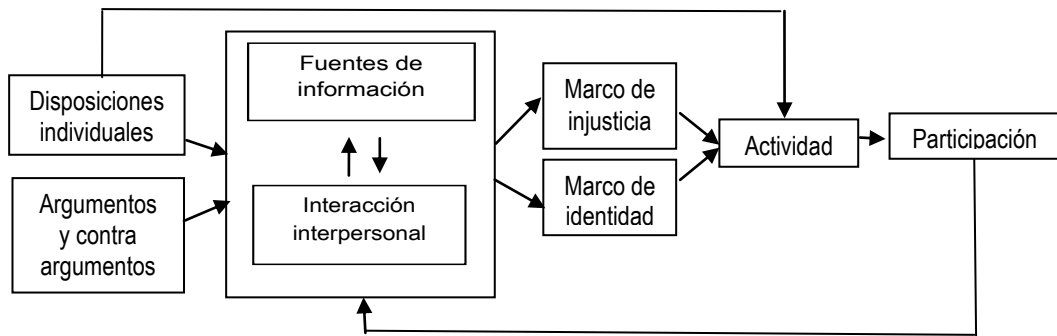 Disposiciones
individuales
Argumentos
y contra
argumentos
Fuentes de
información
Interacción
interpersonal
Marco de
injusticia
Marco de
identidad
Actividad
Participación